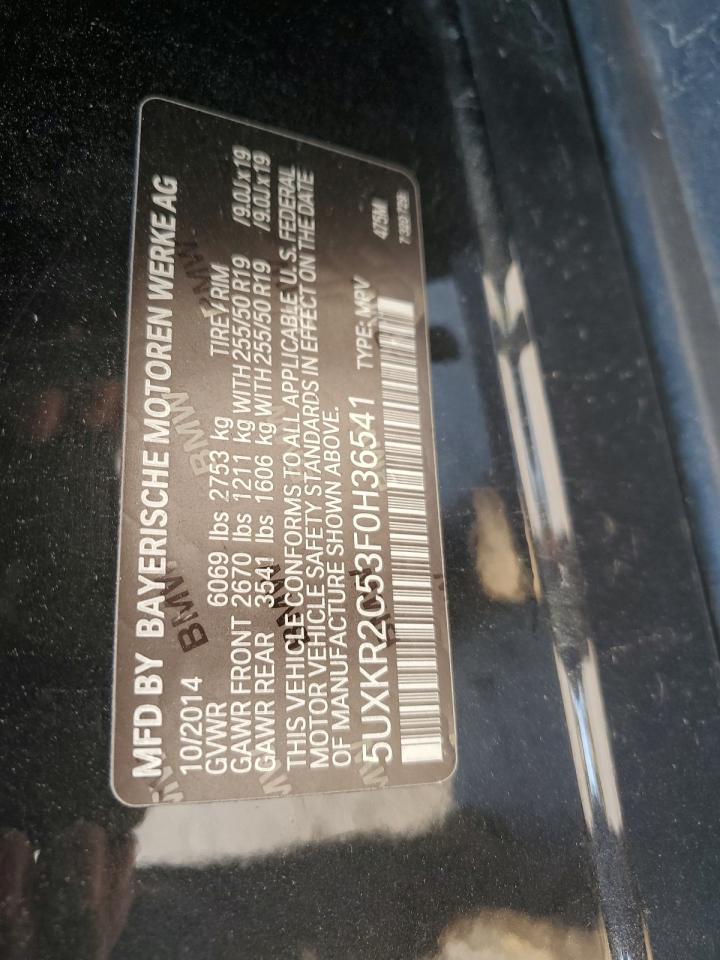 MFD BY BAYERISCHE MOTOREN WERKE AG
10/2014
GVWR 6069 lbs 2753 kg TIRE / RIM
GAWR FRONT 2670 lbs 1211 kg WITH 255/50 R19 / 9.0J x 19
GAWR REAR 3541 lbs 1606 kg WITH 255/50 R19 / 9.0J x 19
THIS VEHICLE CONFORMS TO ALL APPLICABLE U.S. FEDERAL
MOTOR VEHICLE SAFETY STANDARDS IN EFFECT ON THE DATE
OF MANUFACTURE SHOWN ABOVE.
5UXKR2C53F0H36541 TYPE: MPV 475M